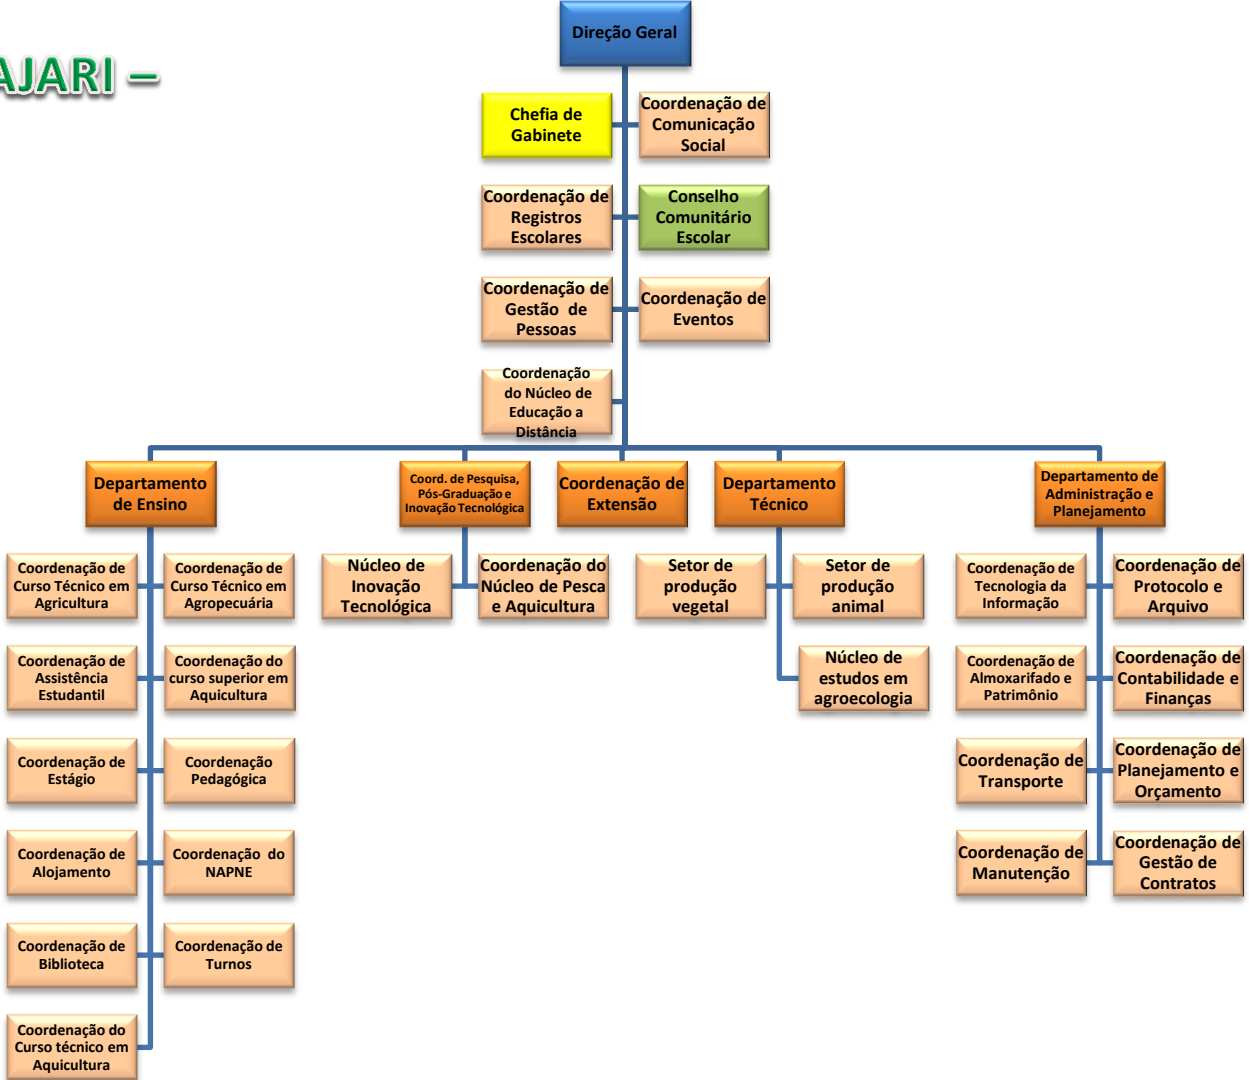 Direção Geral
AJARI –
Chefia de
Gabinete
Coordenação de
Comunicação
Social
Coordenação de
Registros
Escolares
Conselho
Comunitário
Escolar
Coordenação de
Gestão de
Pessoas
Coordenação de
Eventos
Coordenação
do Núcleo de
Educação a
Distância
Departamento
de Ensino
Coord. de Pesquisa,
Pós-Graduação e
Inovação Tecnológica
Coordenação de
Extensão
Departamento
Técnico
Departamento de
Administração e
Planejamento
Coordenação de
Curso Técnico em
Agricultura
Coordenação de
Curso Técnico em
Agropecuária
Núcleo de
Inovação
Tecnológica
Coordenação do
Núcleo de Pesca
e Aquicultura
Setor de
produção
vegetal
Setor de
produção
animal
Coordenação de
Tecnologia da
Informação
Coordenação de
Protocolo e
Arquivo
Coordenação de
Assistência
Estudantil
Coordenação do
curso superior em
Aquicultura
Núcleo de
estudos em
agroecologia
Coordenação de
Almoxarifado e
Patrimônio
Coordenação de
Contabilidade e
Finanças
Coordenação de
Estágio
Coordenação
Pedagógica
Coordenação de
Transporte
Coordenação de
Planejamento e
Orçamento
Coordenação de
Alojamento
Coordenação do
NAPNE
Coordenação de
Manutenção
Coordenação de
Gestão de
Contratos
Coordenação de
Biblioteca
Coordenação de
Turnos
Coordenação do
Curso técnico em
Aquicultura